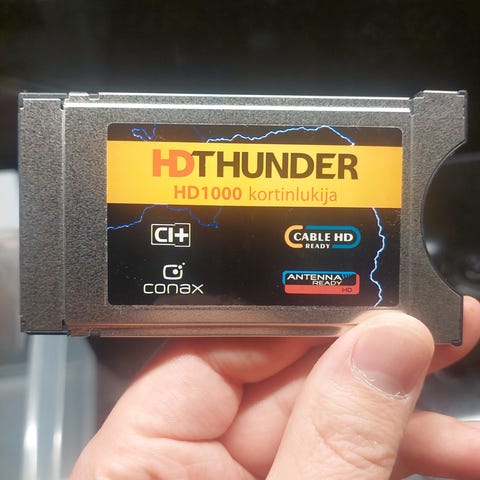 HDTHUNDER
HD1000 kortinlukija
CI+
CABLE HD
READY
conax
ANTENNA
READY
HD